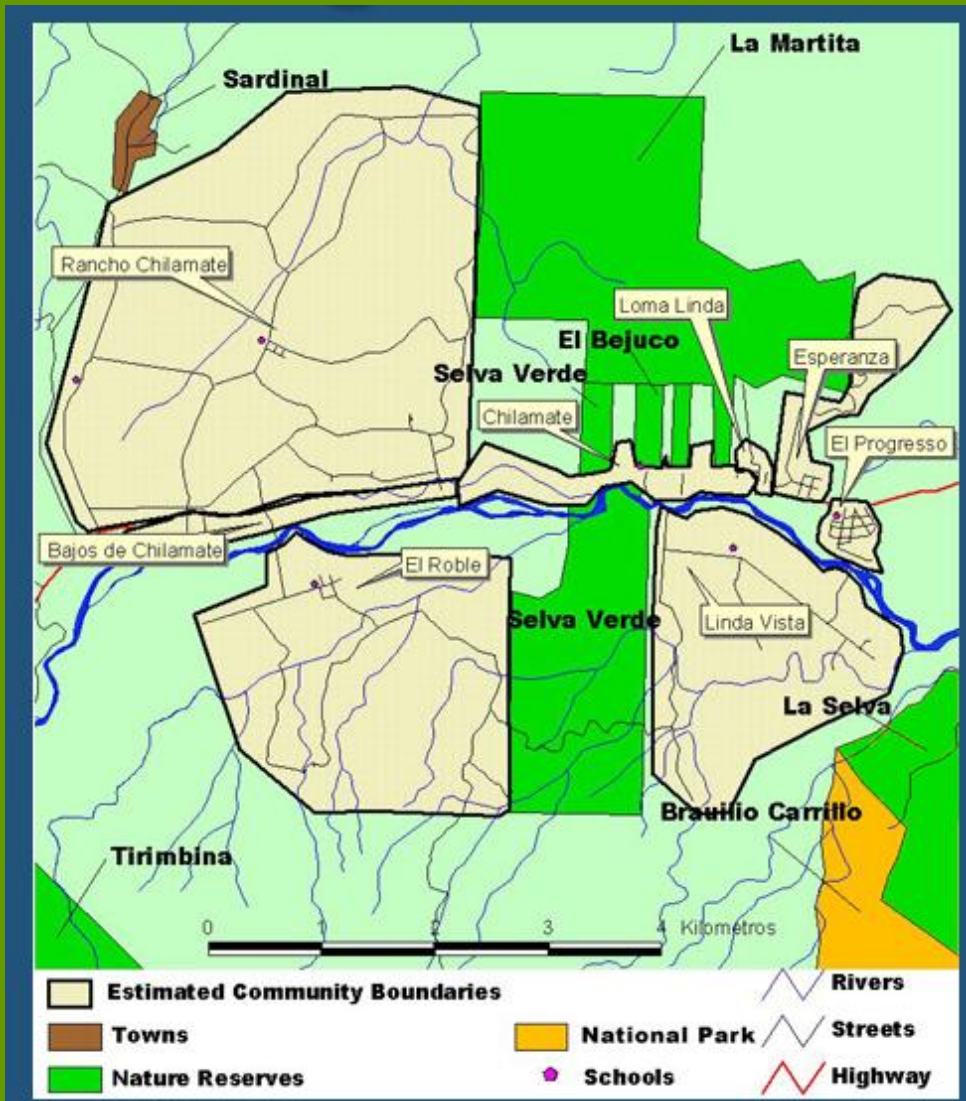 La Martita
Sardinal
Rancho Chilamate
Loma Linda
El Bejuco
Esperanza
Selva Verde
Chilamate
El Progresso
Bajos de Chilamate
El Roble
Selva Verde
Linda Vista
La Selva
Brauilio Carrillo
Tirimbina
0 1 2 3 4 Kilometros
Estimated Community Boundaries
Rivers
Towns
National Park
Streets
Nature Reserves
Schools
Highway